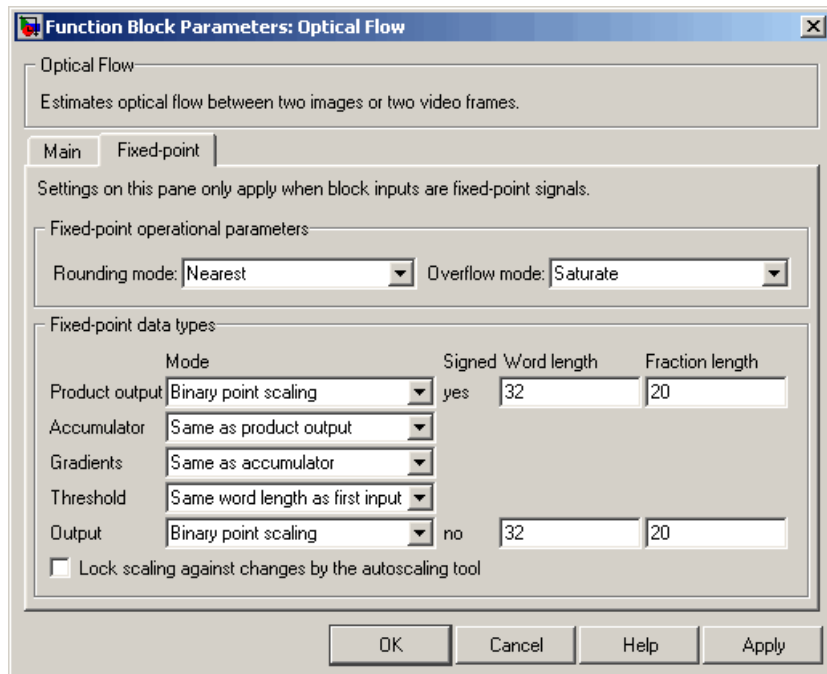 Function Block Parameters: Optical Flow
Optical Flow
Estimates optical flow between two images or two video frames.
Main Fixed-point
Settings on this pane only apply when block inputs are fixed-point signals.
Fixed-point operational parameters
Rounding mode: Nearest Overflow mode: Saturate
Fixed-point data types
Mode Signed Word length Fraction length
Product output Binary point scaling yes 32 20
Accumulator Same as product output
Gradients Same as accumulator
Threshold Same word length as first input
Output Binary point scaling no 32 20
Lock scaling against changes by the autoscaling tool
OK Cancel Help Apply